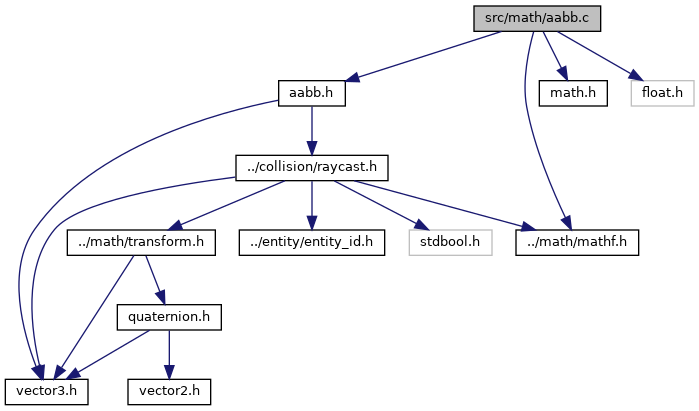 src/math/aabb.c
aabb.h
math.h
float.h
../collision/raycast.h
../math/transform.h
../entity/entity_id.h
stdbool.h
../math/mathf.h
quaternion.h
vector3.h
vector2.h